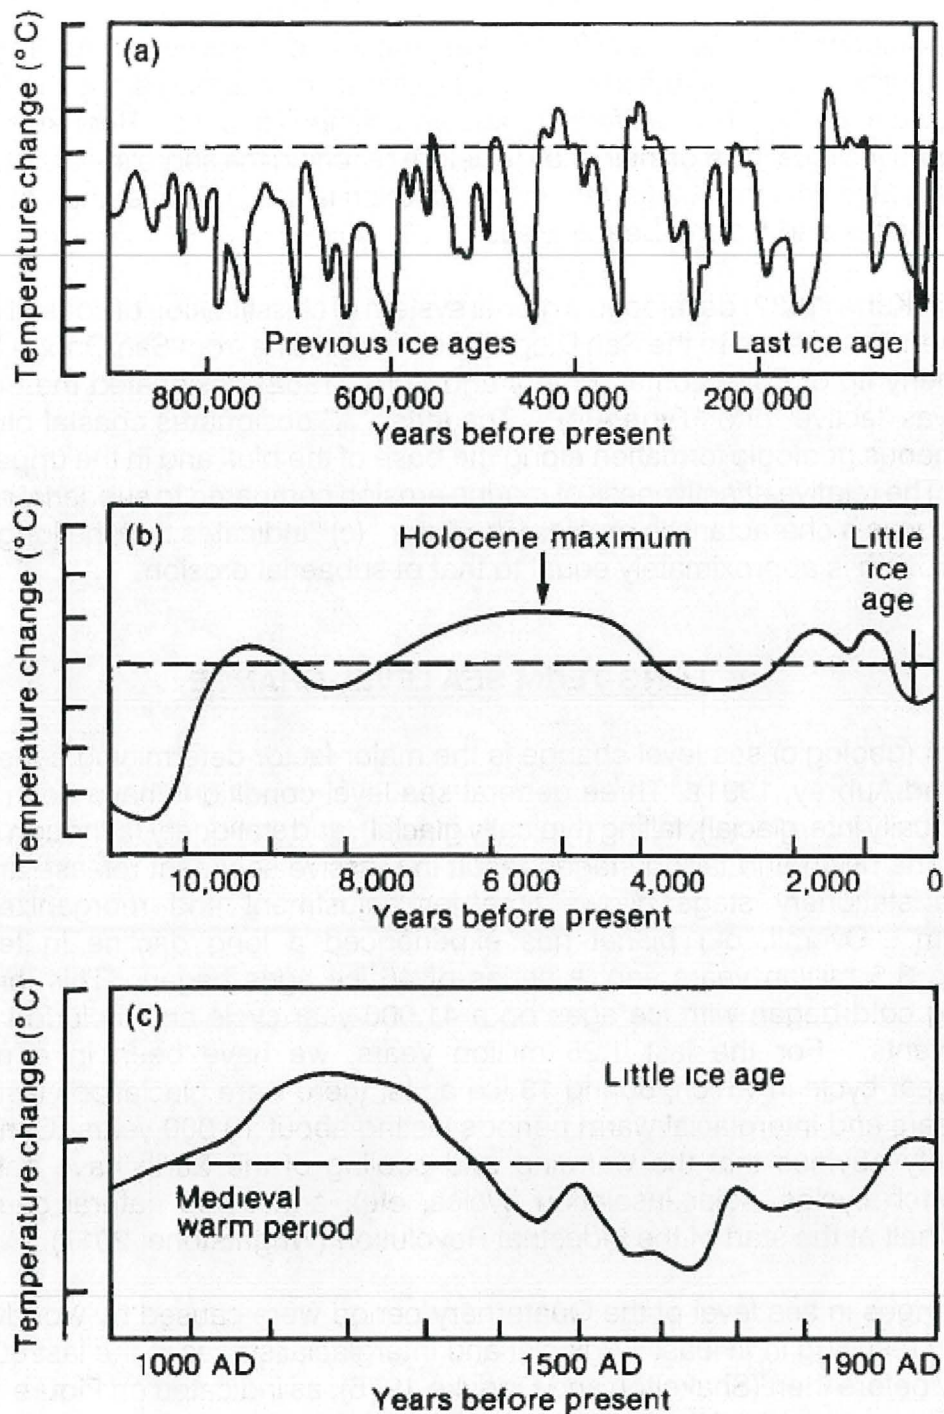 Temperature change (°C)
(a)
Previous ice ages
Last ice age
800,000
600,000
400,000
200,000
Years before present
Temperature change (°C)
(b)
Holocene maximum
Little
ice
age
10,000
8,000
6,000
4,000
2,000
0
Years before present
Temperature change (°C)
(c)
Little ice age
Medieval
warm period
1000 AD
1500 AD
1900 AD
Years before present